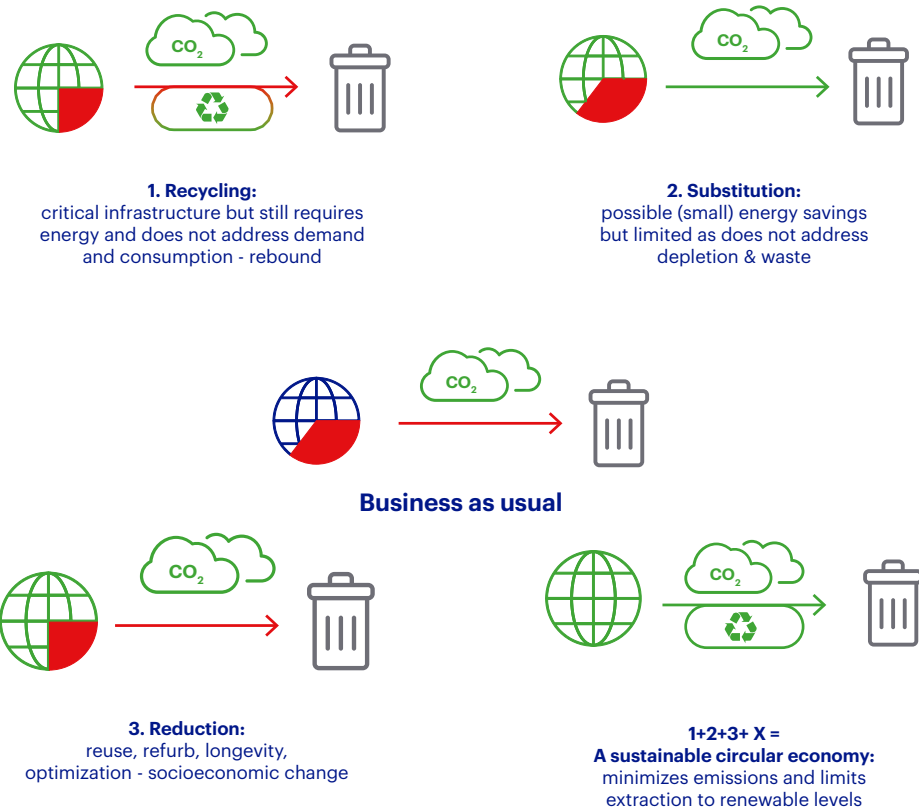 CO₂
1. Recycling:
critical infrastructure but still requires
energy and does not address demand
and consumption - rebound
CO₂
2. Substitution:
possible (small) energy savings
but limited as does not address
depletion & waste
CO₂
Business as usual
CO₂
3. Reduction:
reuse, refurb, longevity,
optimization - socioeconomic change
CO₂
1+2+3+ X =
A sustainable circular economy:
minimizes emissions and limits
extraction to renewable levels